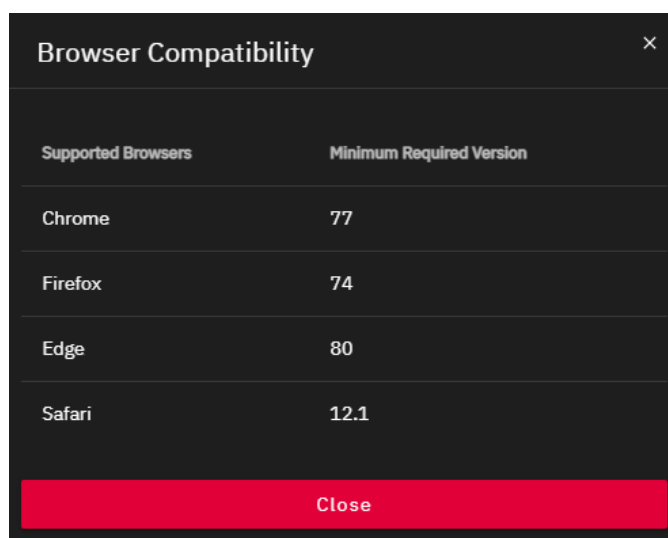 Browser Compatibility ×
Supported Browsers Minimum Required Version
Chrome 77
Firefox 74
Edge 80
Safari 12.1
Close